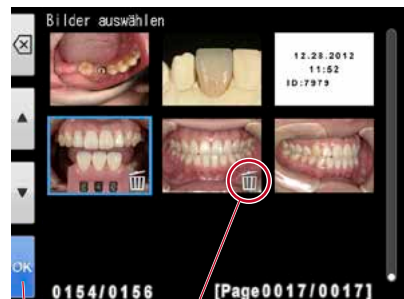 Bilder auswählen
12.28.2012
11:52
ID:7979
OK
0154/0156
[Page0017/0017]